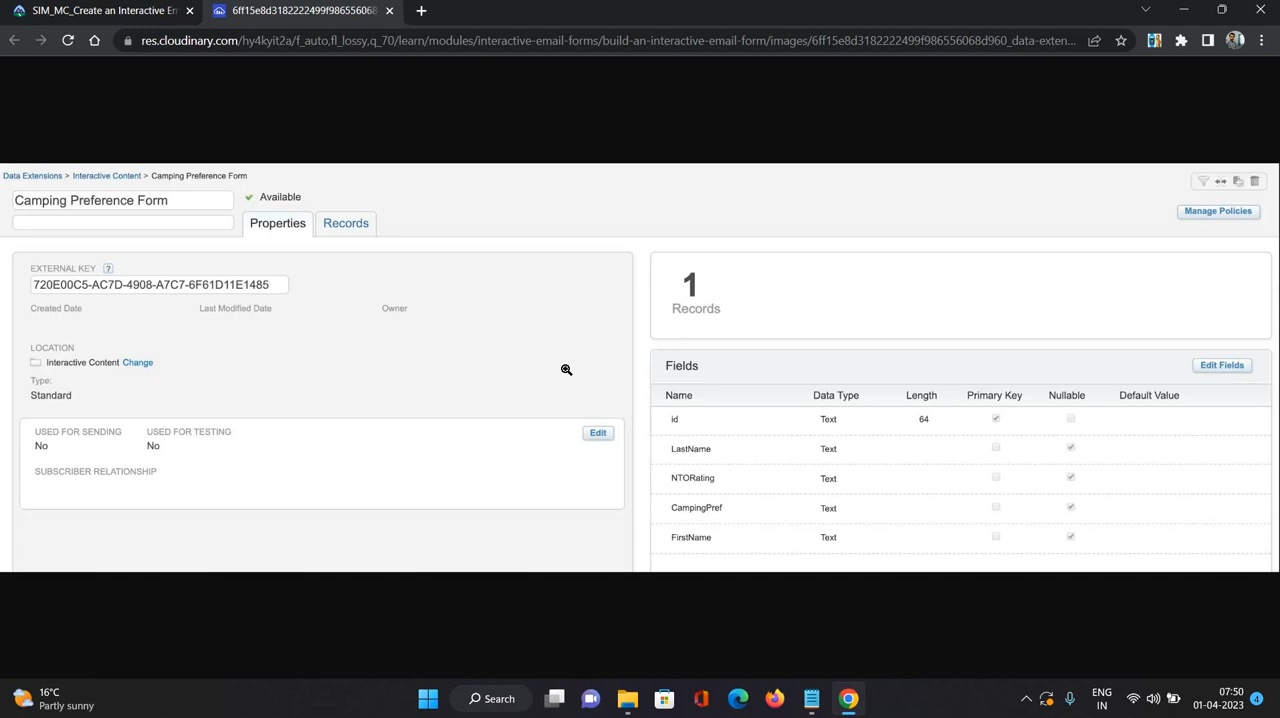 SIM_MC_Create an Interactive En
6ff15e8d3182222499f986556068
res.cloudinary.com/hy4kyit2a/f_auto,fl_lossy,q_70/learn/modules/interactive-email-forms/build-an-interactive-email-form/images/6ff15e8d3182222499f986556068d960_data-exten...
Data Extensions > Interactive Content > Camping Preference Form
Camping Preference Form
Available
Properties
Records
Manage Policies
EXTERNAL KEY ?
720E00C5-AC7D-4908-A7C7-6F61D11E1485
Created Date
Last Modified Date
Owner
LOCATION
Interactive Content Change
Type:
Standard
USED FOR SENDING
USED FOR TESTING
Edit
No
No
SUBSCRIBER RELATIONSHIP
1
Records
Fields
Edit Fields
Name Data Type Length Primary Key Nullable Default Value
id Text 64
LastName Text
NTORating Text
CampingPref Text
FirstName Text
16°C
Partly sunny
Search
ENG
IN
07:50
01-04-2023
4